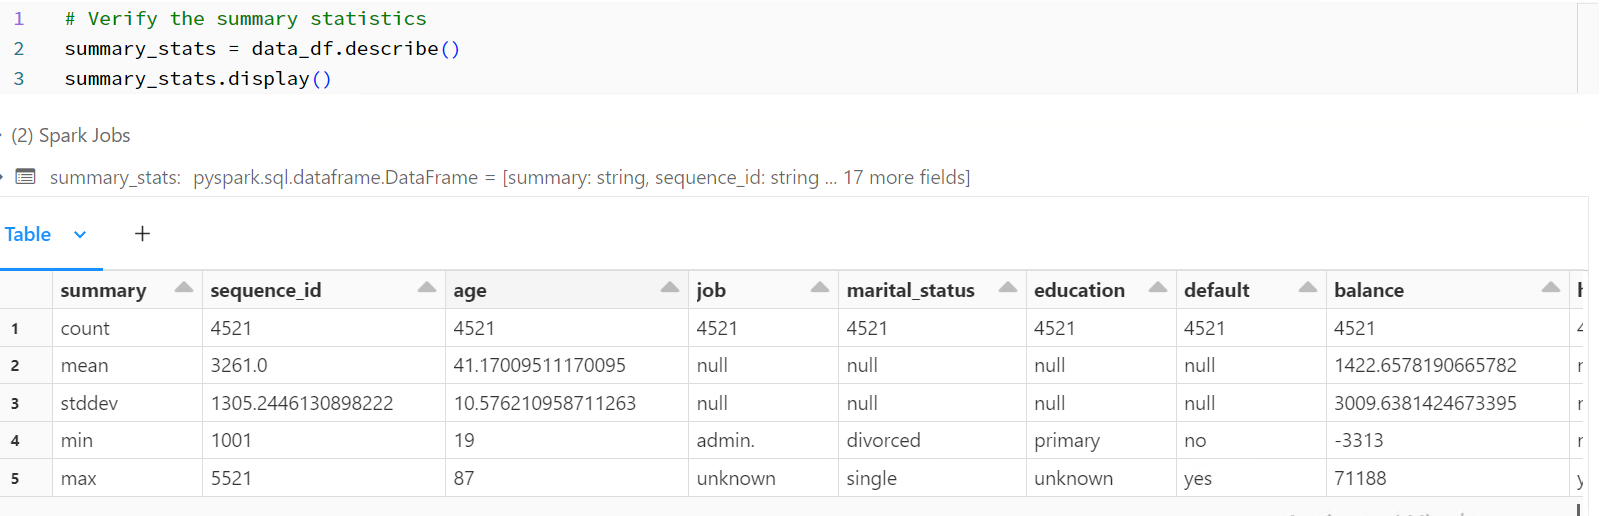 1 # Verify the summary statistics
2 summary_stats = data_df.describe()
3 summary_stats.display()
(2) Spark Jobs
summary_stats: pyspark.sql.dataframe.DataFrame = [summary: string, sequence_id: string ... 17 more fields]
Table +
summary sequence_id age job marital_status education default balance
1 count 4521 4521 4521 4521 4521 4521 4521
2 mean 3261.0 41.17009511170095 null null null null 1422.6578190665782
3 stddev 1305.2446130898222 10.576210958711263 null null null null 3009.6381424673395
4 min 1001 19 admin. divorced primary no -3313
5 max 5521 87 unknown single unknown yes 71188